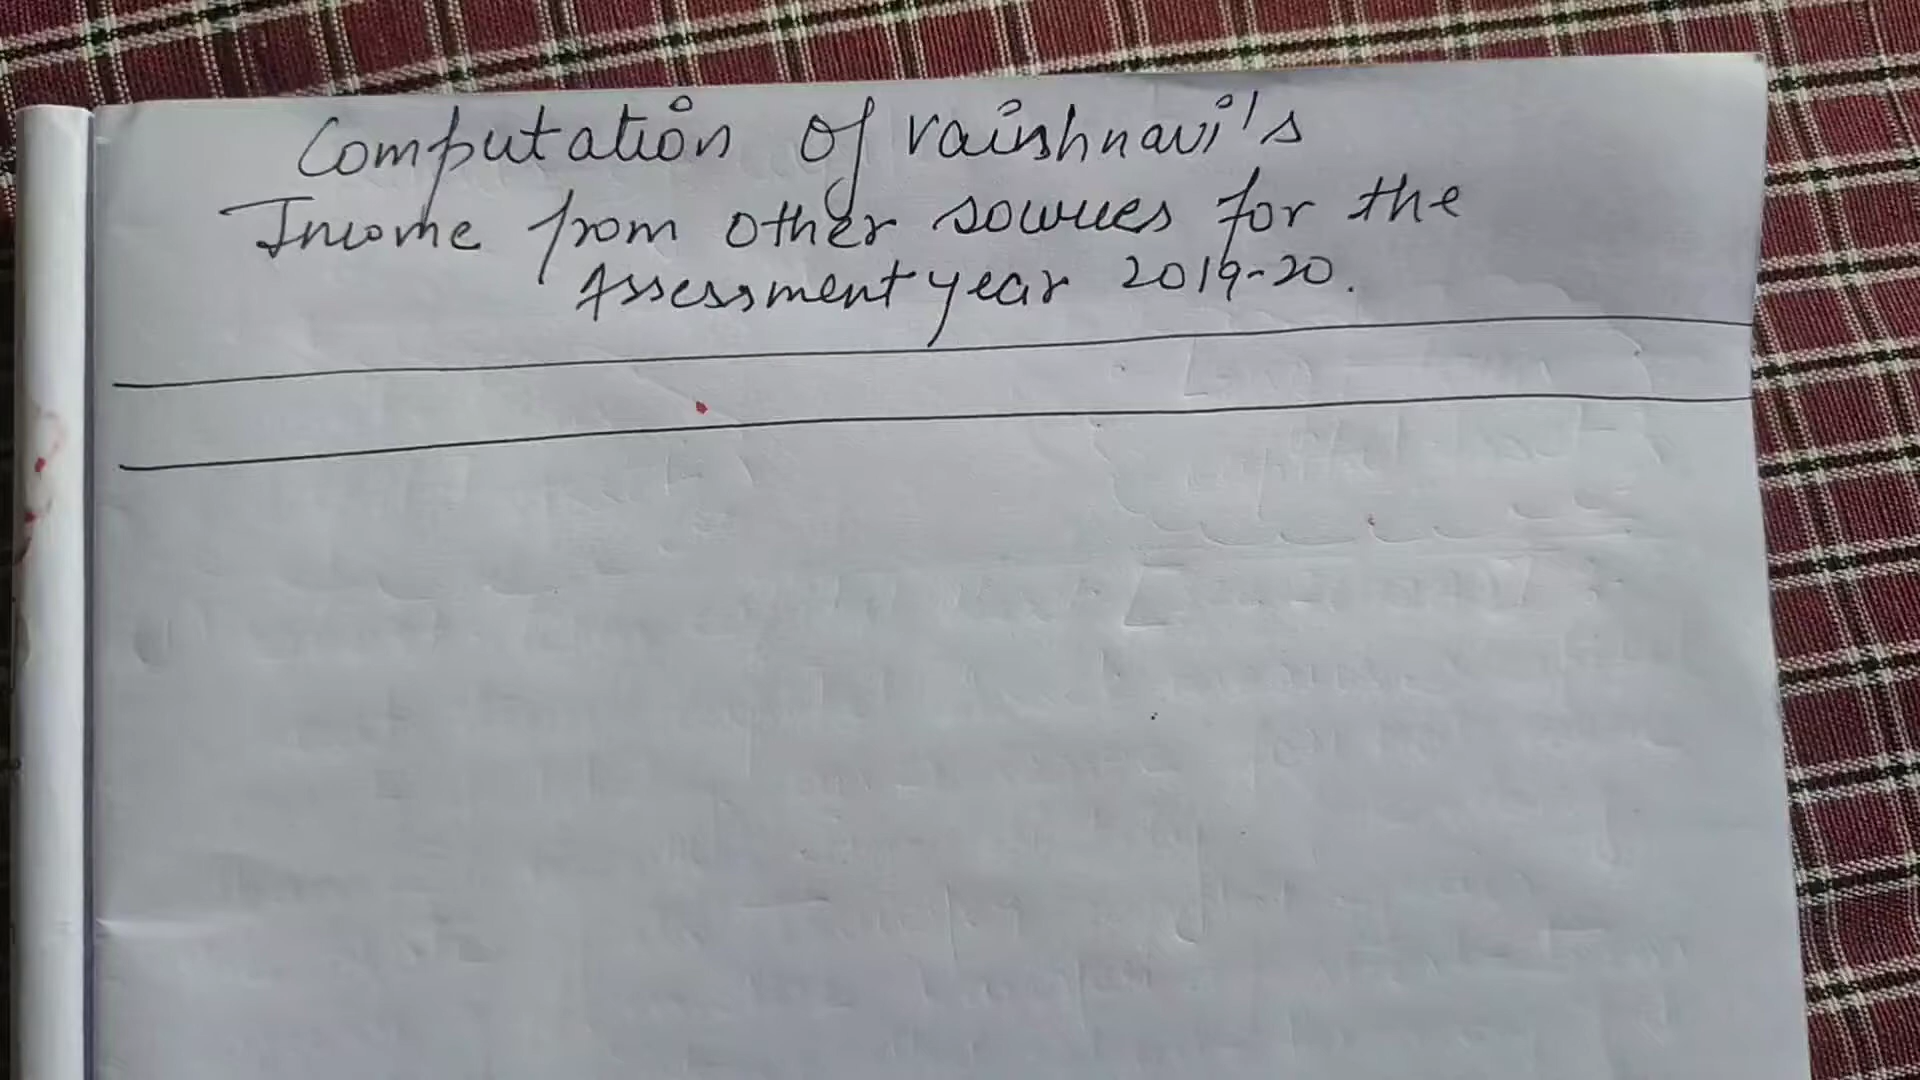 Computation of vaishnavi's
Income from other sources for the
Assessment year 2019-20.